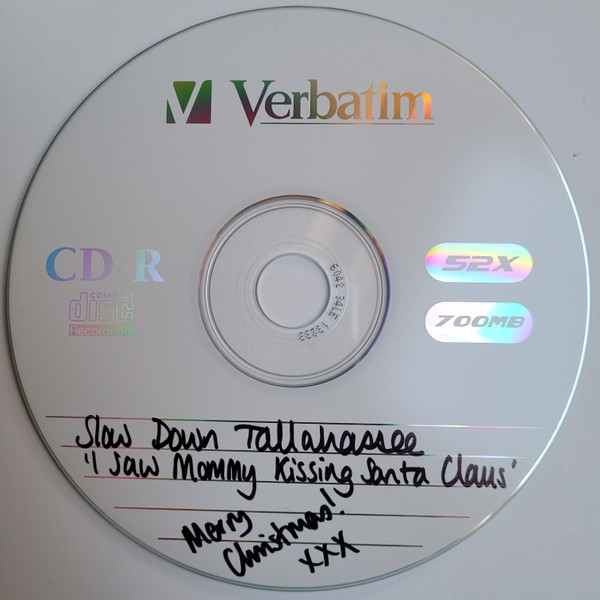 Verbatim
CD-R
COMPACT
disc
Recordable
52X
700MB
Slow Down Tallahassee
'I Saw Mommy Kissing Santa Claus'
Merry
Christmas!
xxx